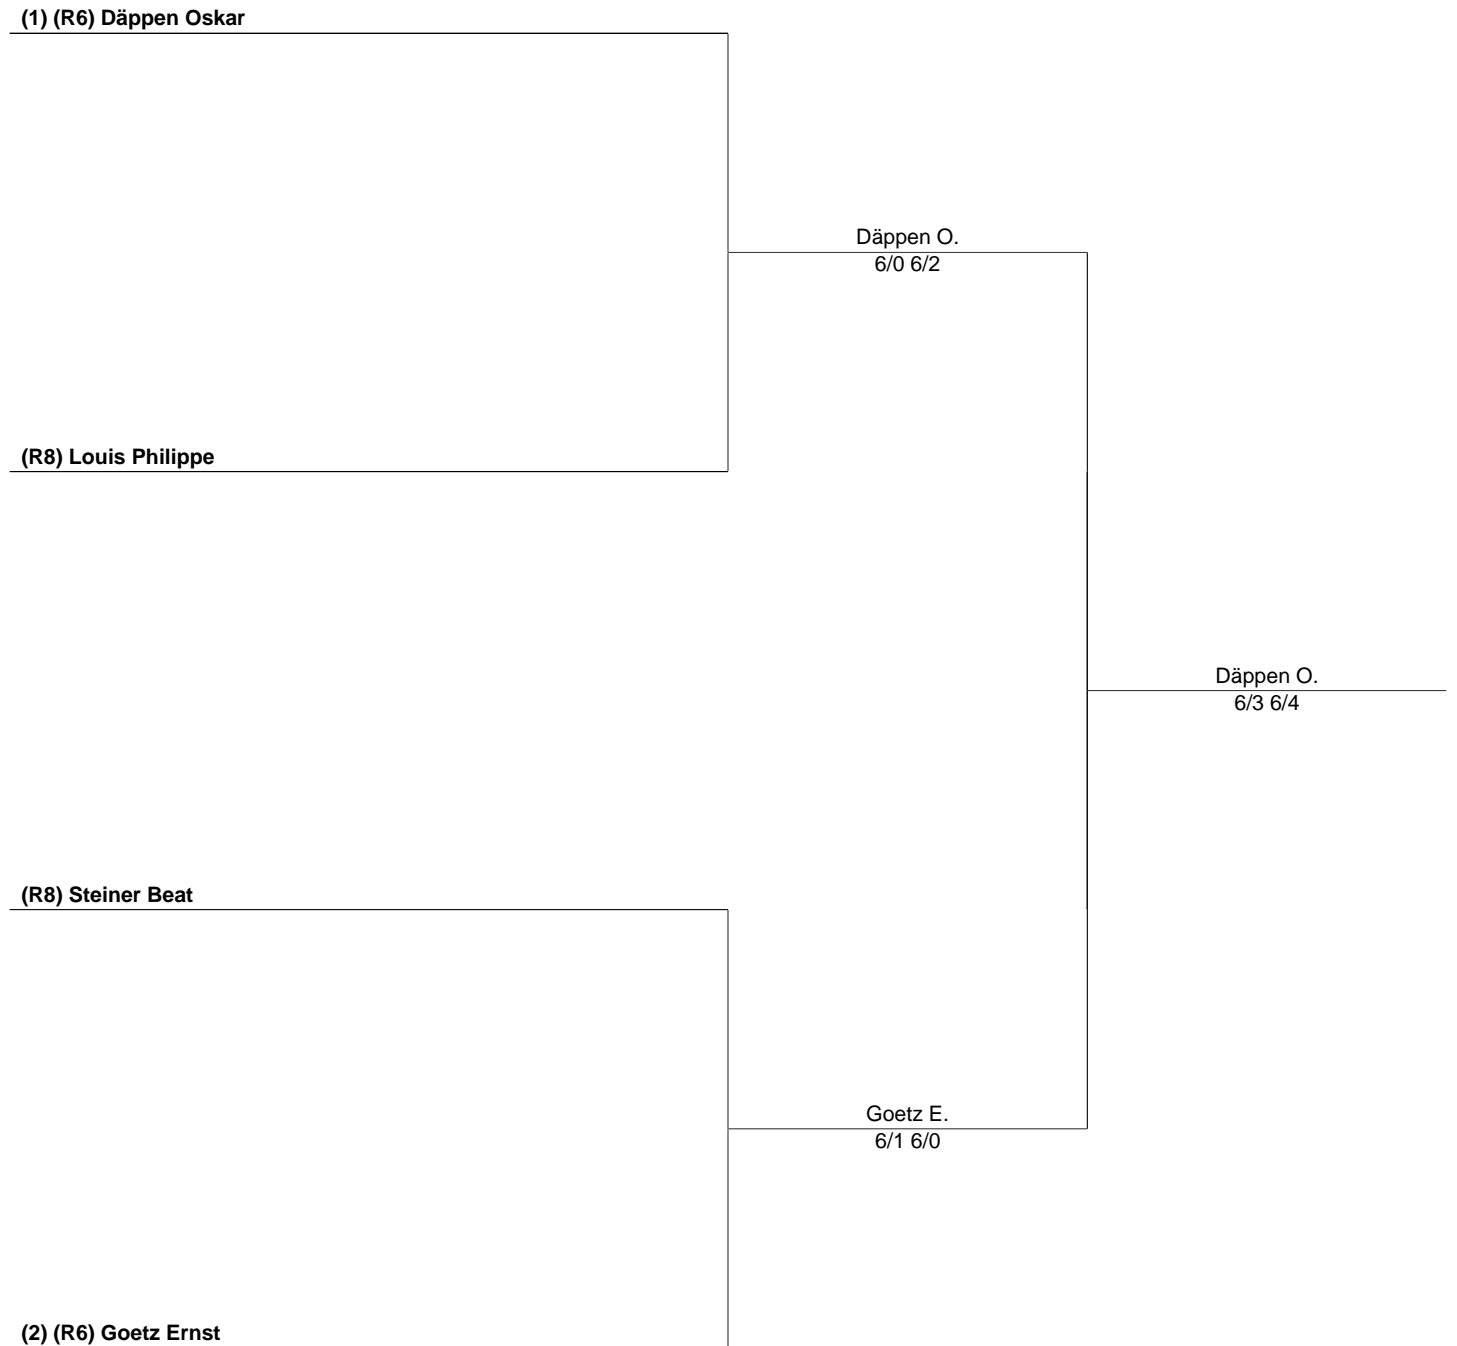 (1) (R6) Däppen Oskar
Däppen O.
6/0 6/2
(R8) Louis Philippe
Däppen O.
6/3 6/4
(R8) Steiner Beat
Goetz E.
6/1 6/0
(2) (R6) Goetz Ernst